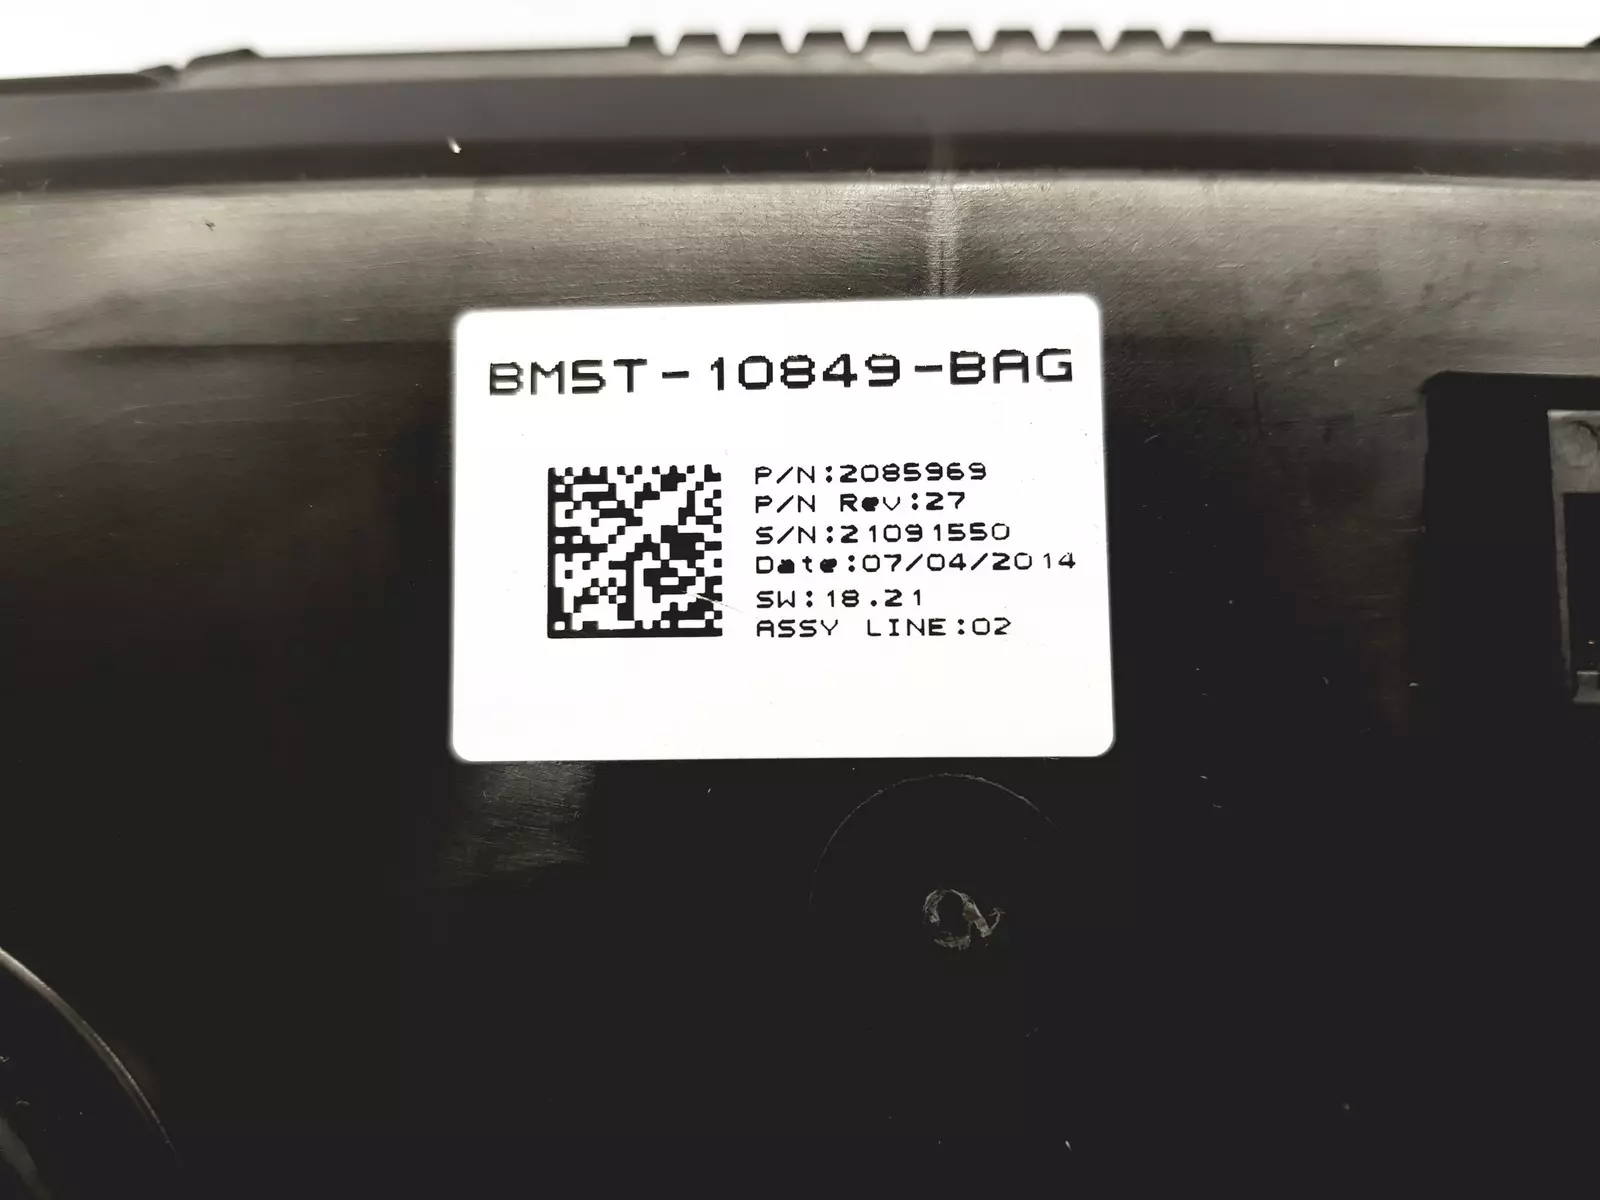 BM5T-10849-BAG
P/N:2085969
P/N Rev:27
S/N:21091550
Date:07/04/2014
SW:18.21
ASSY LINE:02